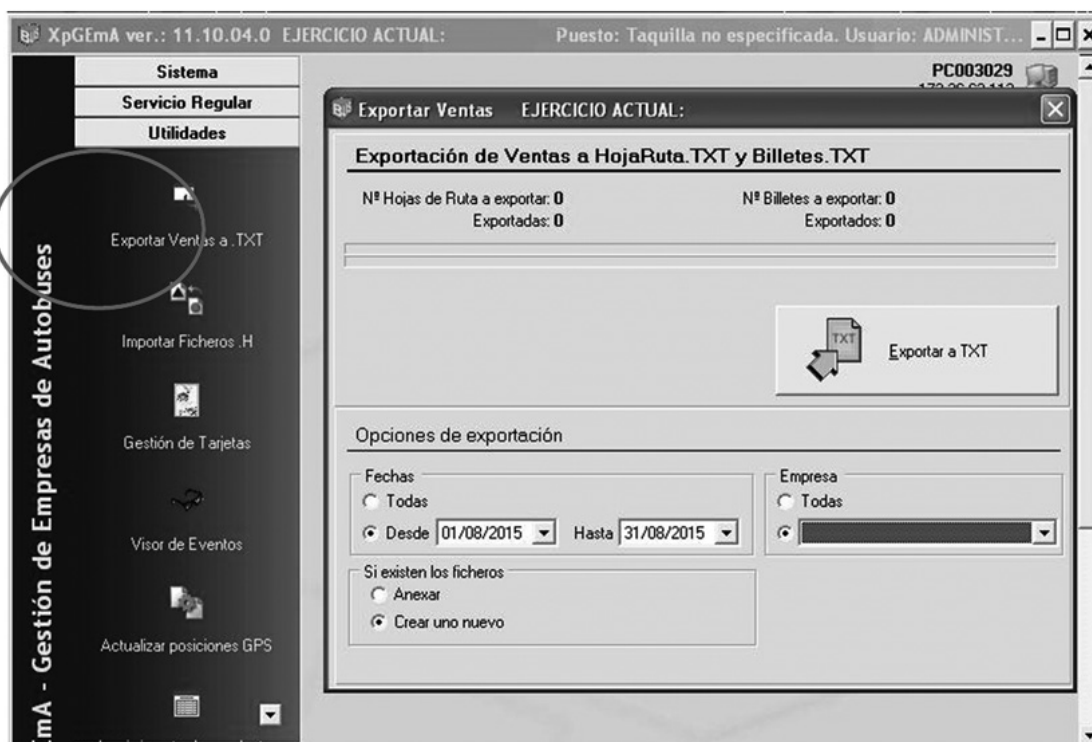 XpGEmA ver.: 11.10.04.0 EJERCICIO ACTUAL: Puesto: Taquilla no especificada. Usuario: ADMINIST...
Sistema
Servicio Regular
Utilidades
Exportar Ventas a .TXT
Importar Ficheros .H
Gestión de Tarjetas
Visor de Eventos
Actualizar posiciones GPS
EmA - Gestión de Empresas de Autobuses
PC003029
Exportar Ventas EJERCICIO ACTUAL:
Exportación de Ventas a HojaRuta.TXT y Billetes.TXT
Nº Hojas de Ruta a exportar: 0 Nº Billetes a exportar: 0
Exportadas: 0 Exportados: 0
TXT
Exportar a TXT
Opciones de exportación
Fechas
Todas
Desde 01/08/2015 Hasta 31/08/2015
Empresa
Todas
Si existen los ficheros
Anexar
Crear uno nuevo